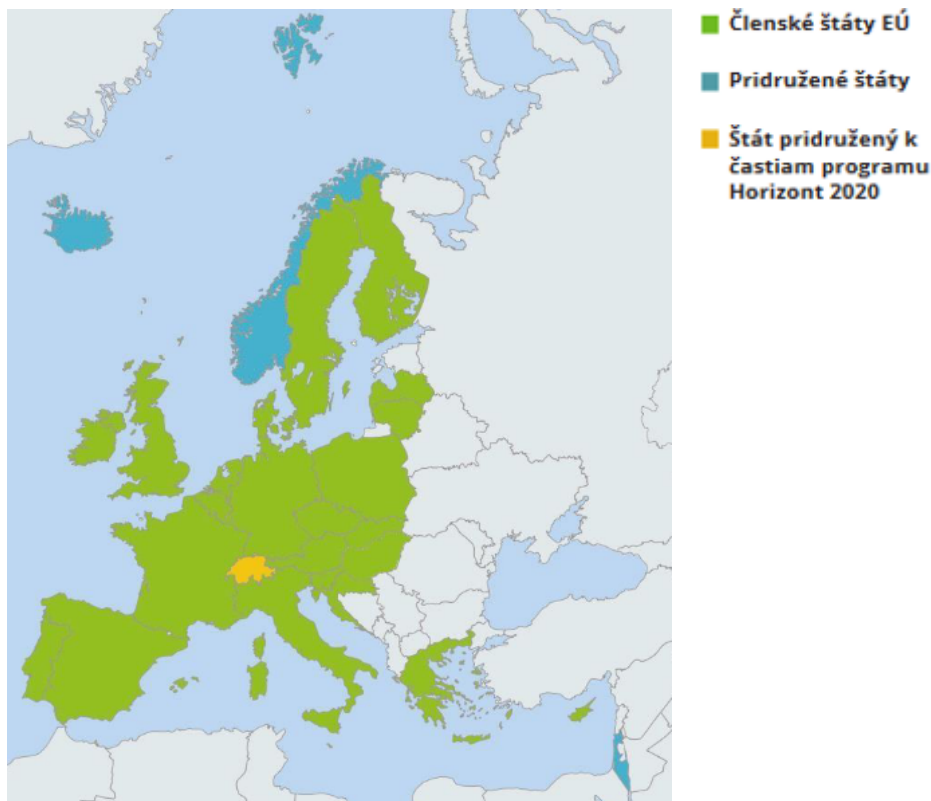 Členské štáty EÚ
Pridružené štáty
Štát pridružený k
častiam programu
Horizont 2020